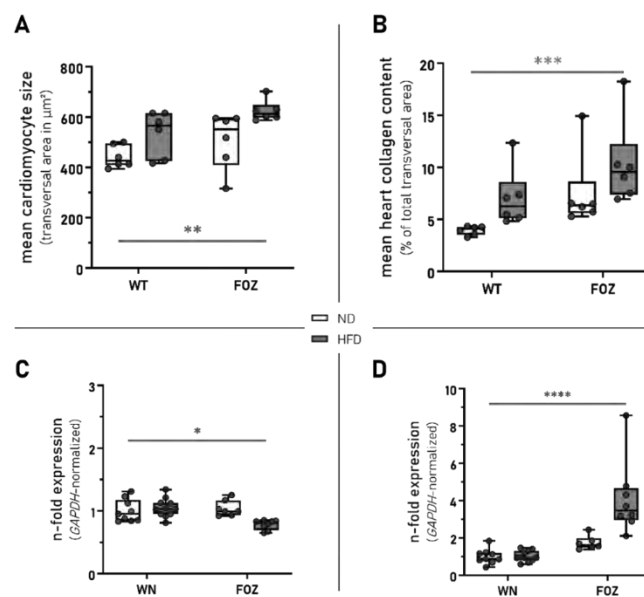 A
mean cardiomyocyte size
(transversal area in µm²)
800
600
400
200
0
**
WT
FOZ
B
mean heart collagen content
(% of total transversal area)
20
15
10
5
0
***
WT
FOZ
ND
HFD
C
n-fold expression
(GAPDH-normalized)
3
2
1
0
*
WN
FOZ
D
n-fold expression
(GAPDH-normalized)
10
8
6
4
2
0
****
WN
FOZ